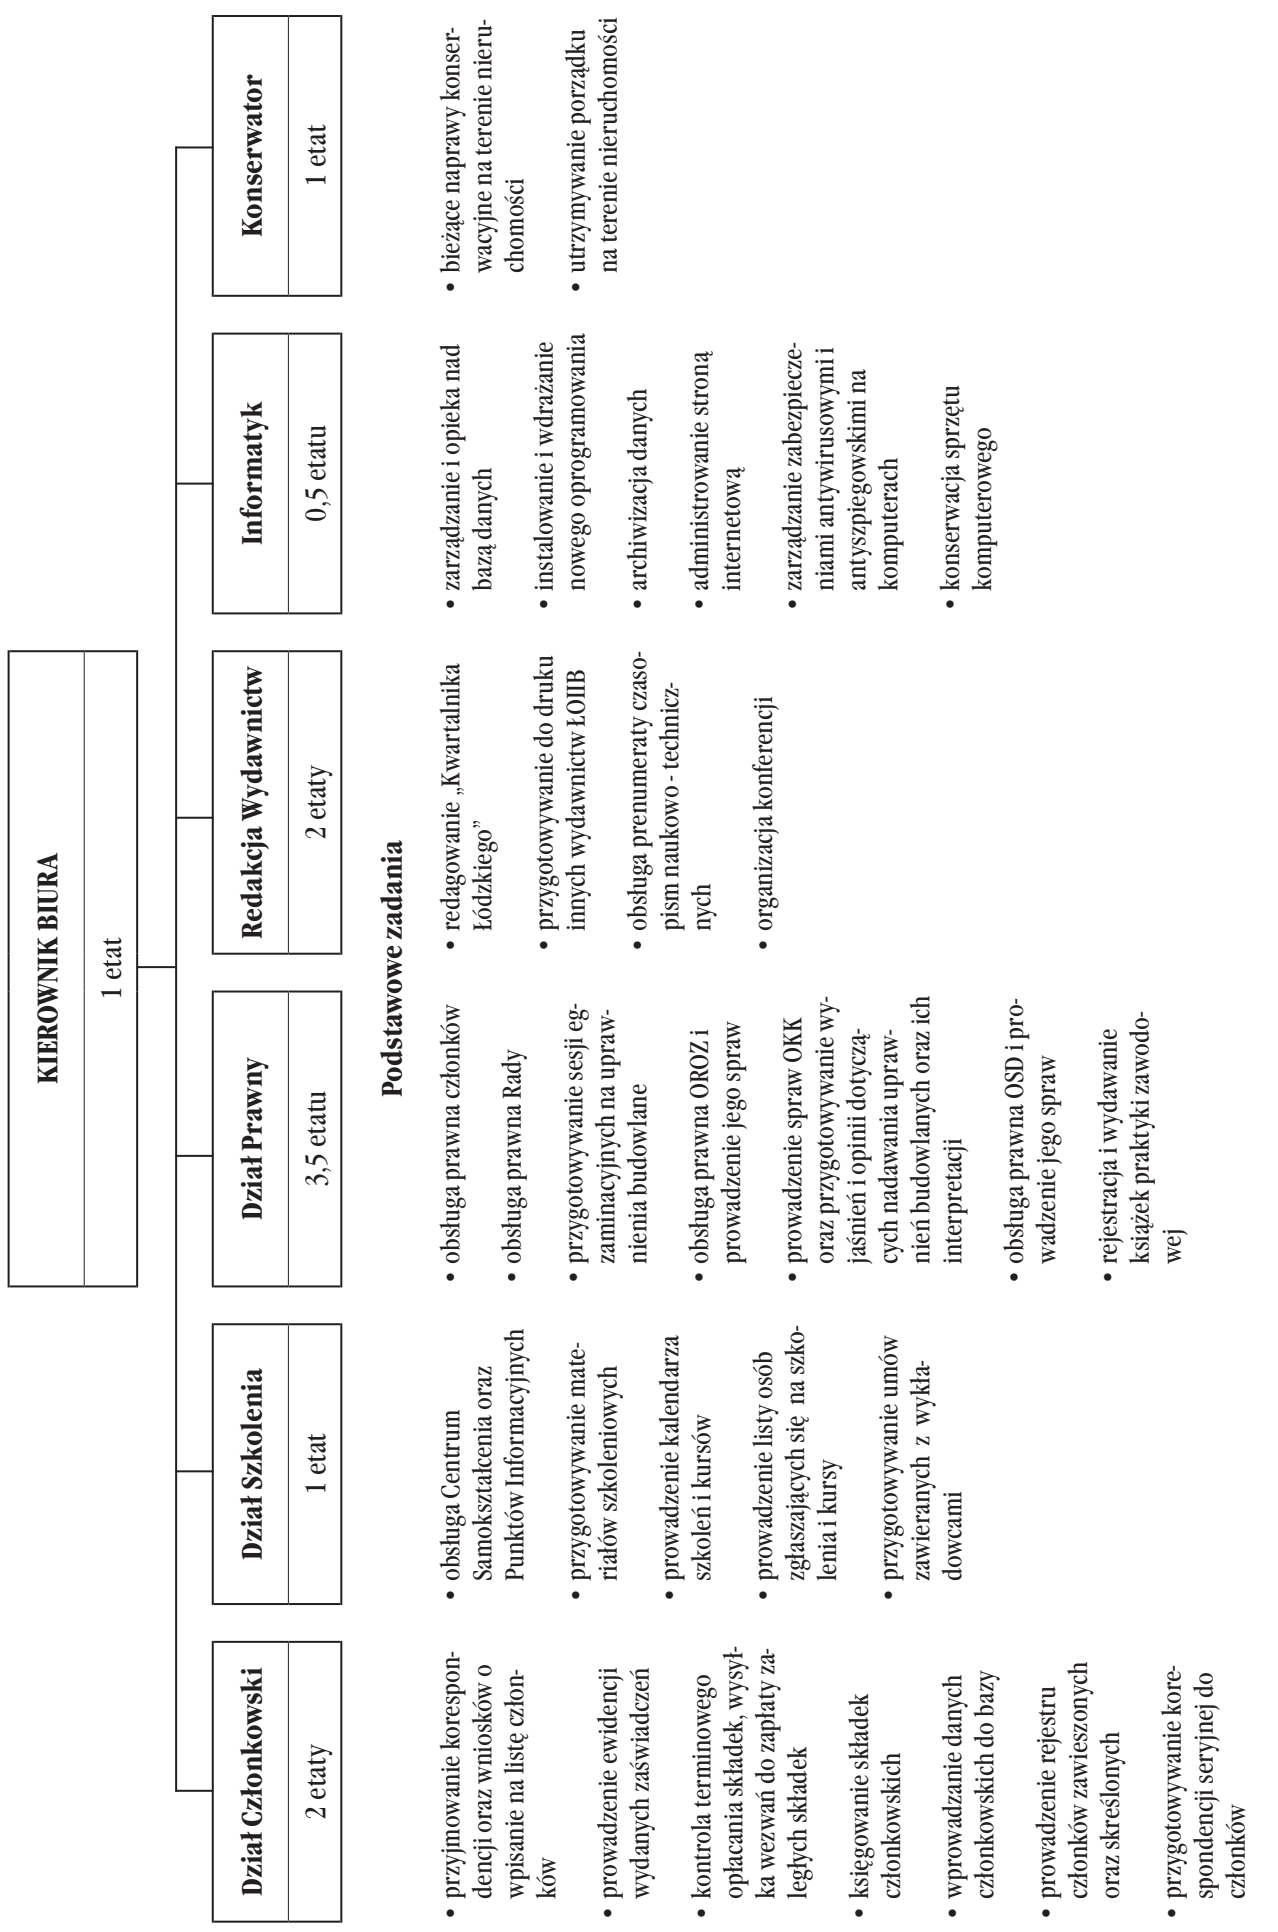 KIEROWNIK BIURA
1 etat
Dział Członkowski
2 etaty
Dział Szkolenia
1 etat
Dział Prawny
3,5 etatu
Redakcja Wydawnictw
2 etaty
Informatyk
0,5 etatu
Konserwator
1 etat
Podstawowe zadania
• przyjmowanie korespon-
dencji oraz wniosków o
wpisanie na listę człon-
ków
• prowadzenie ewidencji
wydanych zaświadczeń
• kontrola terminowego
opłacania składek, wysył-
ka wezwań do zapłaty za-
ległych składek
• księgowanie składek
członkowskich
• wprowadzanie danych
członkowskich do bazy
• prowadzenie rejestru
członków zawieszonych
oraz skreślonych
• przygotowywanie kore-
spondencji seryjnej do
członków
• obsługa Centrum
Samokształcenia oraz
Punktów Informacyjnych
• przygotowywanie mate-
riałów szkoleniowych
• prowadzenie kalendarza
szkoleń i kursów
• prowadzenie listy osób
zgłaszających się na szko-
lenia i kursy
• przygotowywanie umów
zawieranych z wykła-
dowcami
• obsługa prawna członków
• obsługa prawna Rady
• przygotowywanie sesji eg-
zaminacyjnych na upraw-
nienia budowlane
• obsługa prawna OROZ i
prowadzenie jego spraw
• prowadzenie spraw OKK
oraz przygotowywanie wy-
jaśnień i opinii dotyczą-
cych nadawania upraw-
nień budowlanych oraz ich
interpretacji
• obsługa prawna OSD i pro-
wadzenie jego spraw
• rejestracja i wydawanie
książek praktyki zawodo-
wej
• redagowanie „Kwartalnika
Łódzkiego”
• przygotowywanie do druku
innych wydawnictw ŁOIIB
• obsługa prenumeraty czaso-
pism naukowo - technicz-
nych
• organizacja konferencji
• zarządzanie i opieka nad
bazą danych
• instalowanie i wdrażanie
nowego oprogramowania
• archiwizacja danych
• administrowanie stroną
internetową
• zarządzanie zabezpiecze-
niami antywirusowymi i
antyszpiegowskimi na
komputerach
• konserwacja sprzętu
komputerowego
• bieżące naprawy konser-
wacyjne na terenie nieru-
chomości
• utrzymywanie porządku
na terenie nieruchomości